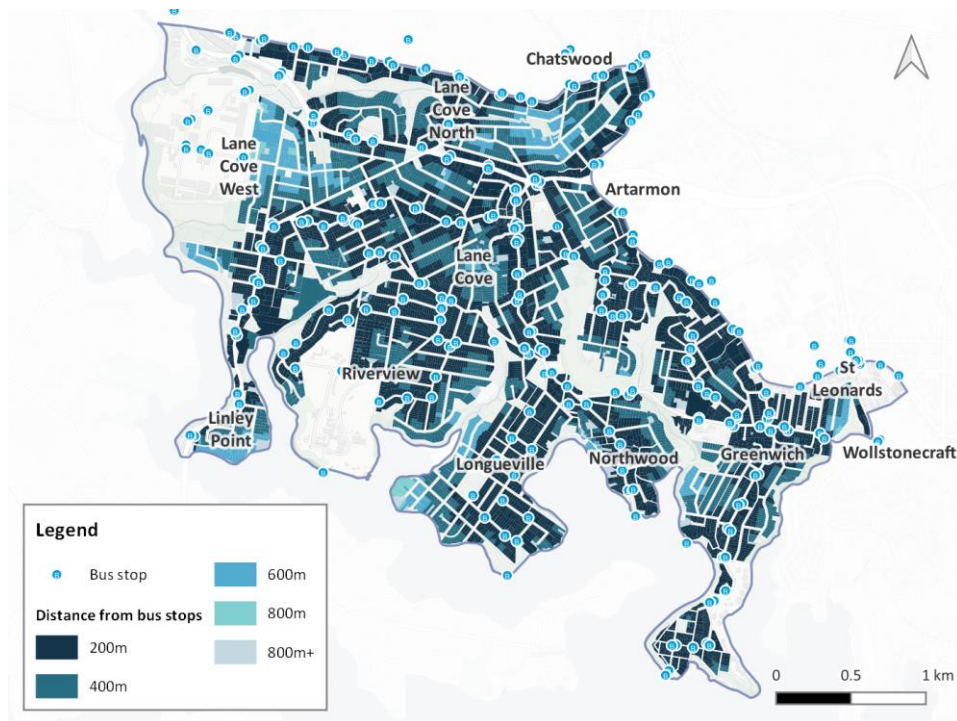 Chatswood
Lane
Cove
North
Lane
Cove
West
Artarmon
Lane
Cove
St
Leonards
Riverview
Linley
Point
Longueville
Northwood
Greenwich
Wollstonecraft
Legend
B Bus stop
Distance from bus stops
200m
400m
600m
800m
800m+
0 0.5 1 km